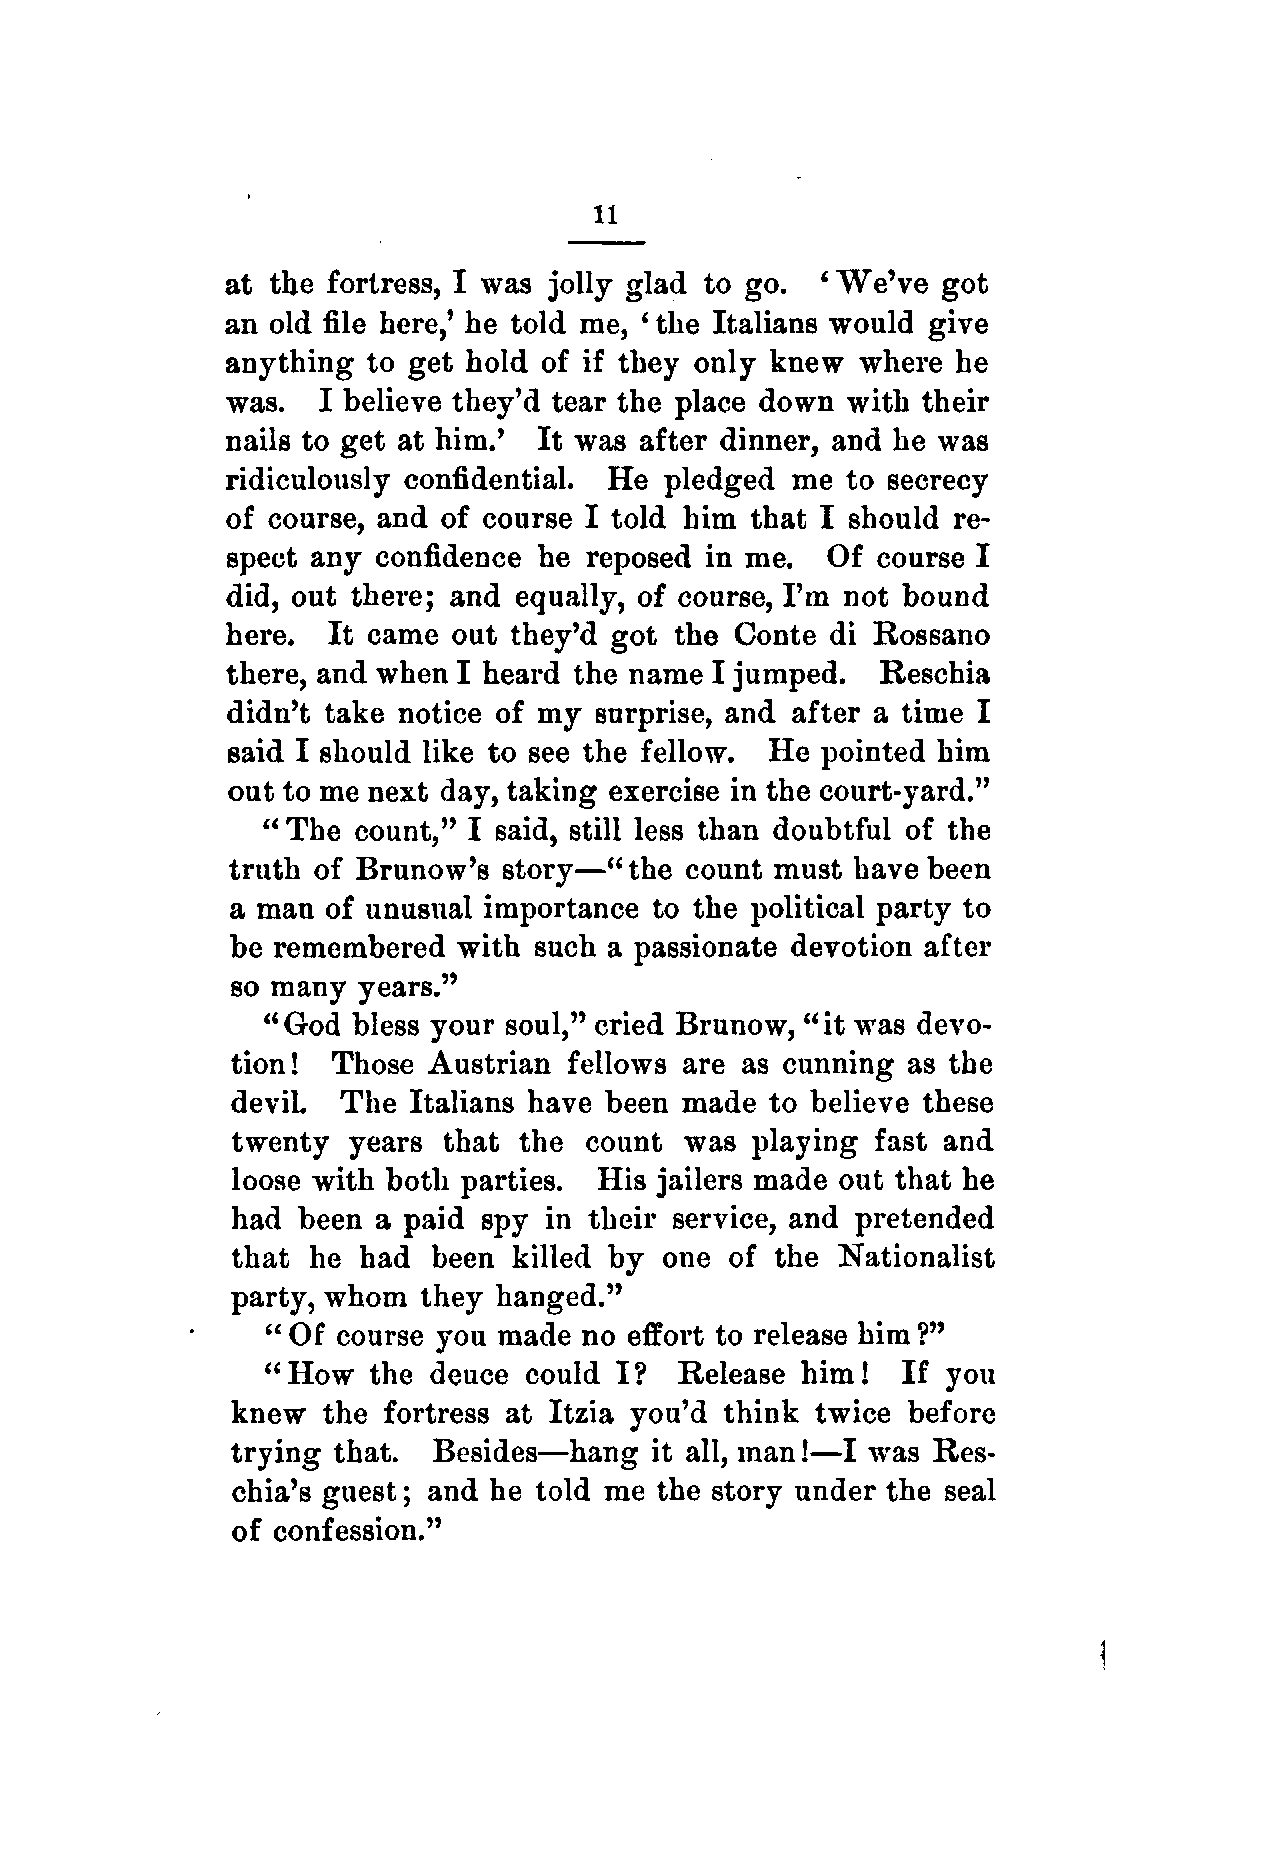 11
at the fortress, I was jolly glad to go. ‘We’ve got
an old file here,’ he told me, ‘the Italians would give
anything to get hold of if they only knew where he
was. I believe they’d tear the place down with their
nails to get at him.’ It was after dinner, and he was
ridiculously confidential. He pledged me to secrecy
of course, and of course I told him that I should re-
spect any confidence he reposed in me. Of course I
did, out there; and equally, of course, I’m not bound
here. It came out they’d got the Conte di Rossano
there, and when I heard the name I jumped. Reschia
didn’t take notice of my surprise, and after a time I
said I should like to see the fellow. He pointed him
out to me next day, taking exercise in the court-yard.”
“The count,” I said, still less than doubtful of the
truth of Brunow’s story—“the count must have been
a man of unusual importance to the political party to
be remembered with such a passionate devotion after
so many years.”
“God bless your soul,” cried Brunow, “it was devo-
tion! Those Austrian fellows are as cunning as the
devil. The Italians have been made to believe these
twenty years that the count was playing fast and
loose with both parties. His jailers made out that he
had been a paid spy in their service, and pretended
that he had been killed by one of the Nationalist
party, whom they hanged.”
“Of course you made no effort to release him?”
“How the deuce could I? Release him! If you
knew the fortress at Itzia you’d think twice before
trying that. Besides—hang it all, man!—I was Res-
chia’s guest; and he told me the story under the seal
of confession.”